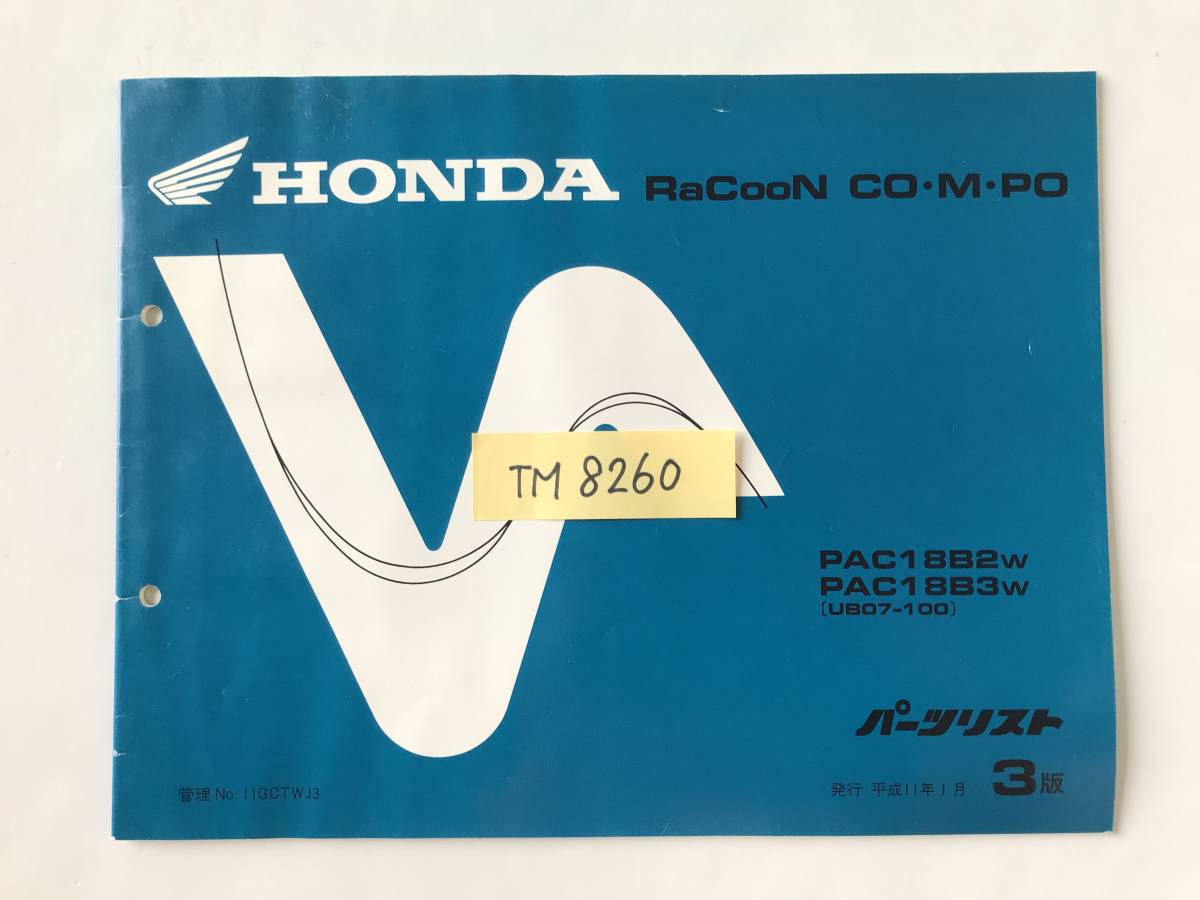 HONDA RaCooN CO・M・PO
TM 8260
PAC18B2W
PAC18B3W
〔UB07-100〕
パーツリスト
管理 No. 11GCTWJ3
発行 平成11年1月 3版